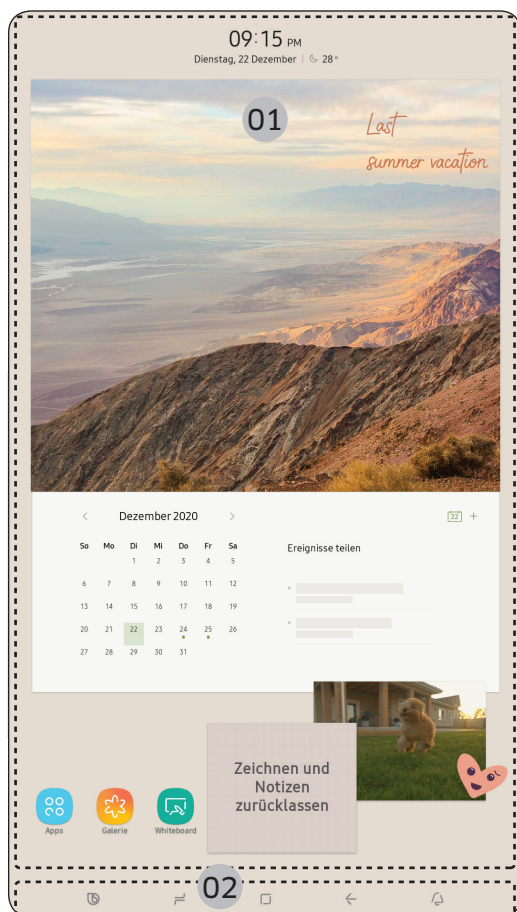 09:15 PM
Dienstag, 22 Dezember | 28°
01
Last
summer vacation
< Dezember 2020 >
22 +
So Mo Di Mi Do Fr Sa
1 2 3 4 5
6 7 8 9 10 11 12
13 14 15 16 17 18 19
20 21 22 23 24 25 26
27 28 29 30 31
Ereignisse teilen
Zeichnen und
Notizen
zurücklassen
Apps
Galerie
Whiteboard
02